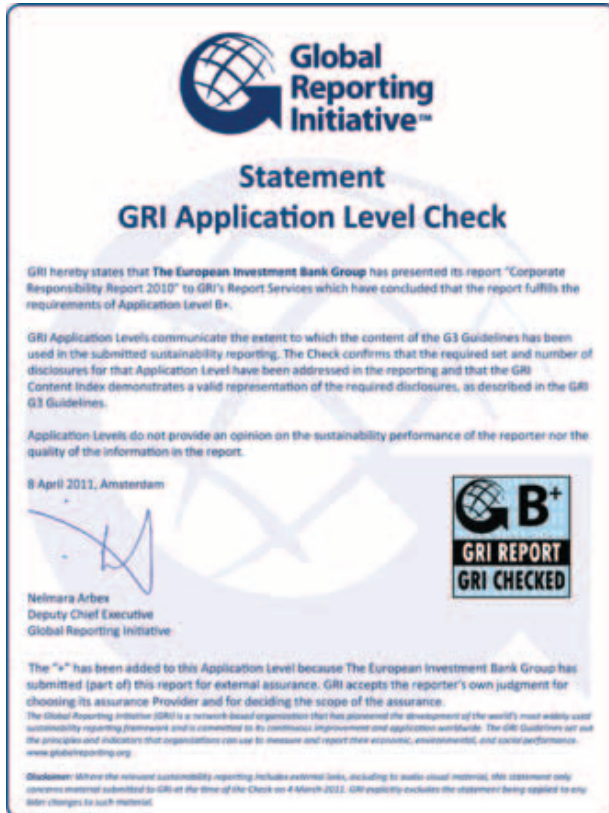 Global
Reporting
Initiative™
Statement
GRI Application Level Check
GRI hereby states that The European Investment Bank Group has presented its report "Corporate
Responsibility Report 2010" to GRI's Report Services which have concluded that the report fulfills the
requirements of Application Level B+.
GRI Application Levels communicate the extent to which the content of the G3 Guidelines has been
used in the submitted sustainability reporting. The Check confirms that the required set and number of
disclosures for that Application Level have been addressed in the reporting and that the GRI
Content Index demonstrates a valid representation of the required disclosures, as described in the GRI
G3 Guidelines.
Application Levels do not provide an opinion on the sustainability performance of the reporter nor the
quality of the information in the report.
8 April 2011, Amsterdam
B+
GRI REPORT
GRI CHECKED
Nelmara Arbex
Deputy Chief Executive
Global Reporting Initiative
The "+" has been added to this Application Level because The European Investment Bank Group has
submitted (part of) this report for external assurance. GRI accepts the reporter's own judgment for
choosing its assurance Provider and for deciding the scope of the assurance.
The Global Reporting Initiative (GRI) is a network-based organization that has pioneered the development of the world's most widely used
sustainability reporting framework and is committed to its continuous improvement and application worldwide. The GRI Guidelines set out
the principles and indicators that organizations can use to measure and report their economic, environmental, and social performance.
www.globalreporting.org
Disclaimer: Where the relevant sustainability reporting includes external links, including to audio visual material, this statement only
concerns material submitted to GRI at the time of the Check on 4 March 2011. GRI explicitly excludes the statement being applied to any
later changes to such material.